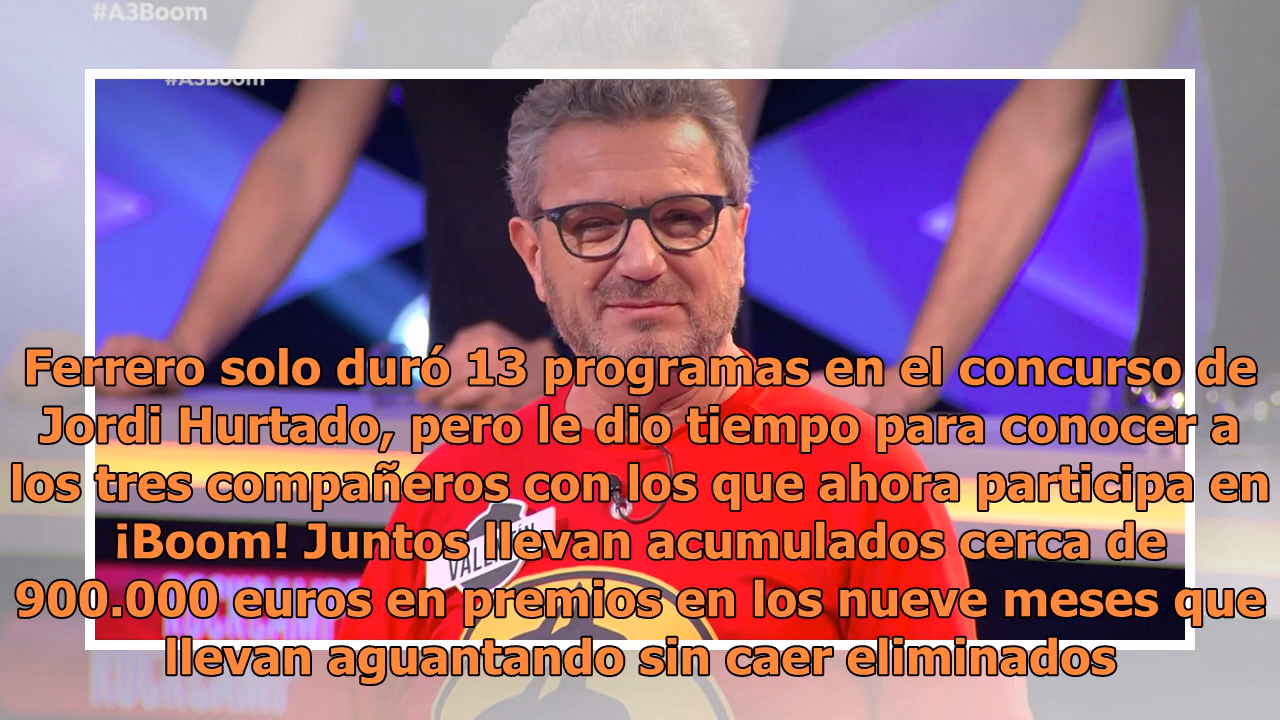 #A3Boom
#A3Boom
Ferrero solo duró 13 programas en el concurso de
Jordi Hurtado, pero le dio tiempo para conocer a
los tres compañeros con los que ahora participa en
¡Boom! Juntos llevan acumulados cerca de
900.000 euros en premios en los nueve meses que
llevan aguantando sin caer eliminados